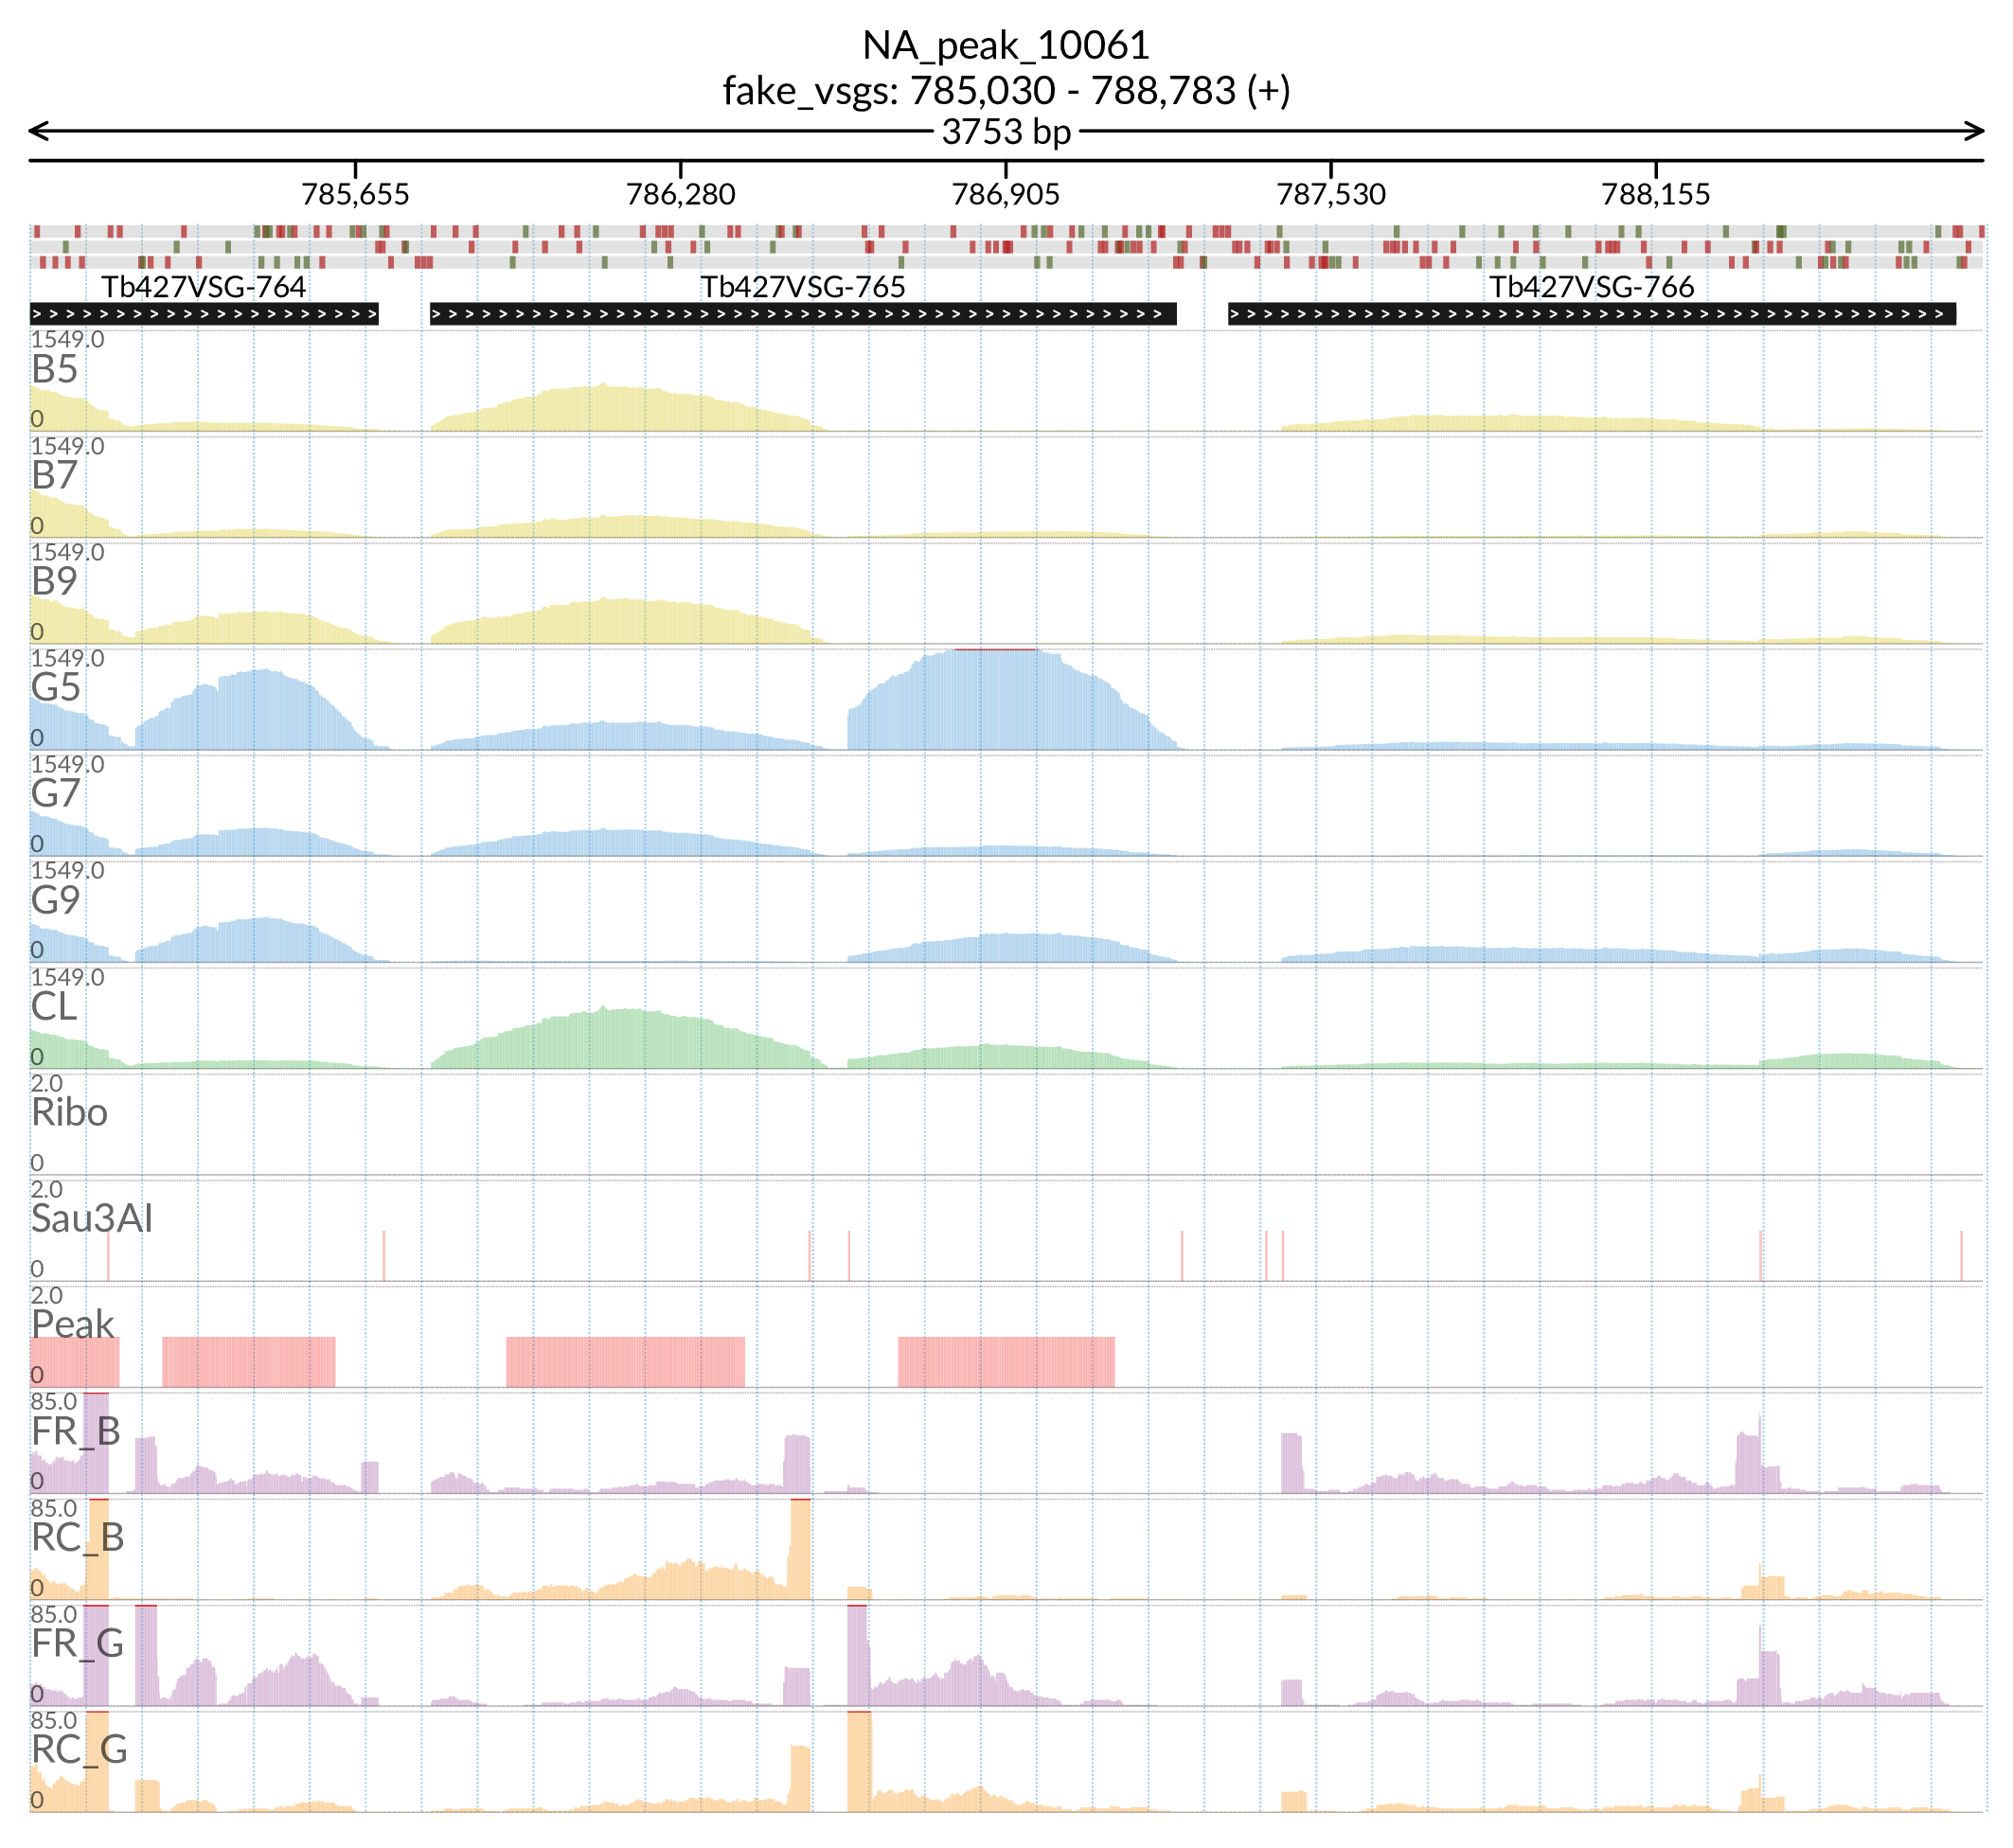 NA_peak_10061
fake_vsgs: 785,030 - 788,783 (+)
3753 bp
785,655 786,280 786,905 787,530 788,155
Tb427VSG-764 Tb427VSG-765 Tb427VSG-766
1549.0
B5
0
1549.0
B7
0
1549.0
B9
0
1549.0
G5
0
1549.0
G7
0
1549.0
G9
0
1549.0
CL
0
2.0
Ribo
0
2.0
Sau3AI
0
2.0
Peak
0
85.0
FR_B
0
85.0
RC_B
0
85.0
FR_G
0
85.0
RC_G
0